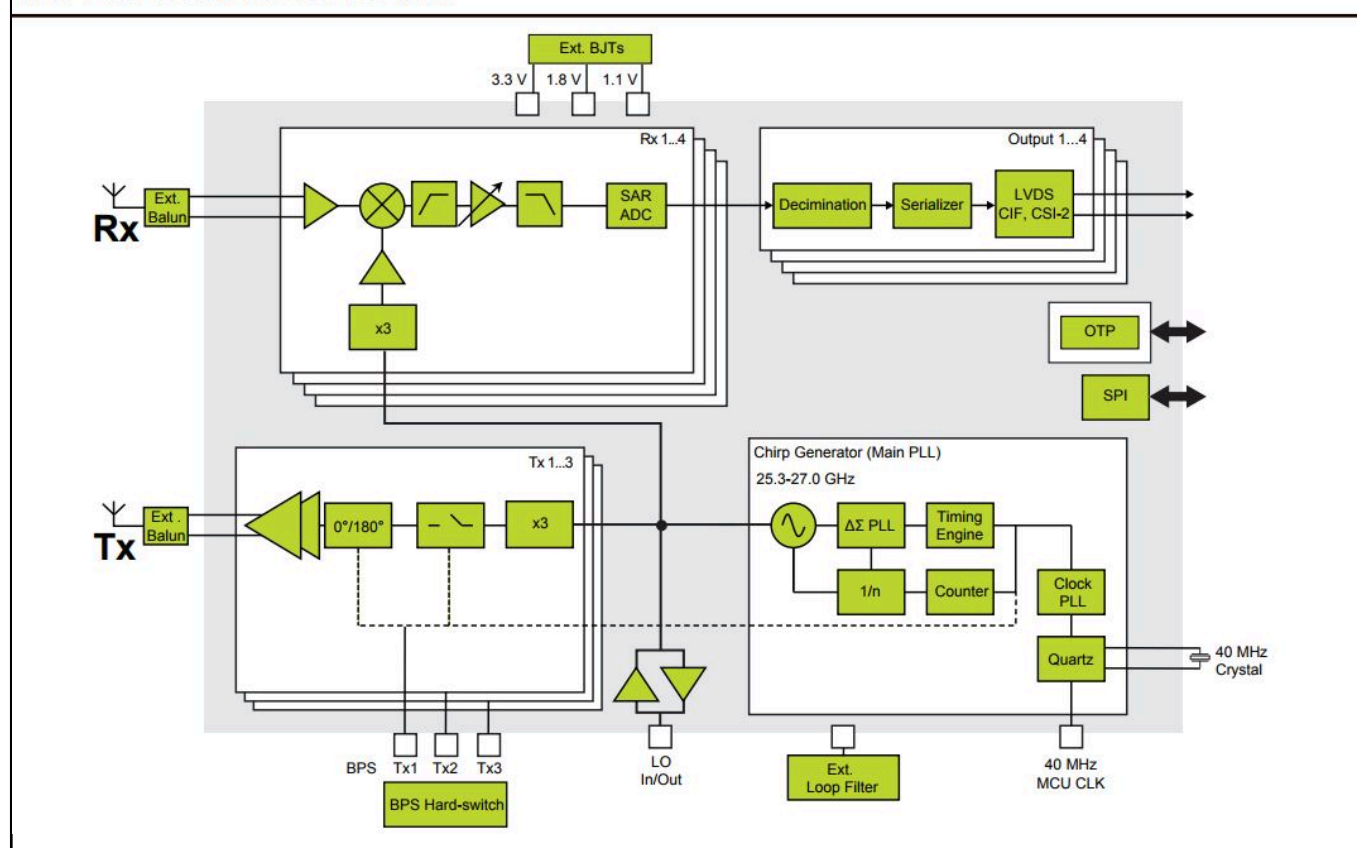 Ext. BJTs
3.3 V
1.8 V
1.1 V
Rx 1...4
Output 1...4
Ext.
Balun
Rx
SAR
ADC
Decimination
Serializer
LVDS
CIF, CSI-2
x3
OTP
SPI
Tx 1...3
Chirp Generator (Main PLL)
25.3-27.0 GHz
Ext .
Balun
Tx
0°/180°
x3
ΔΣ PLL
Timing
Engine
1/n
Counter
Clock
PLL
Quartz
40 MHz
Crystal
BPS
Tx1
Tx2
Tx3
LO
In/Out
BPS Hard-switch
Ext.
Loop Filter
40 MHz
MCU CLK